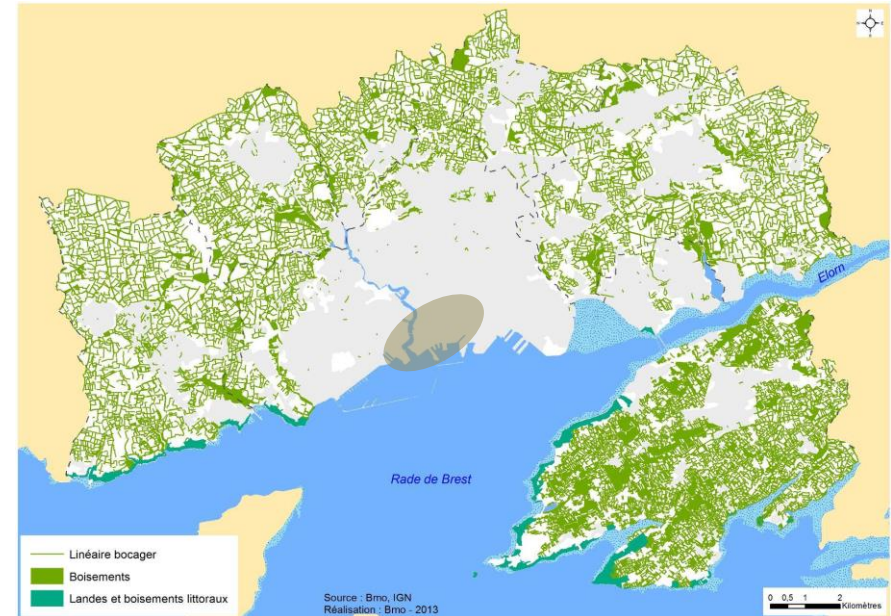 Elorn
Rade de Brest
Linéaire bocager
Boisements
Landes et boisements littoraux
Source : Bmo, IGN
Réalisation : Bmo - 2013
0 0,5 1 2
Kilomètres